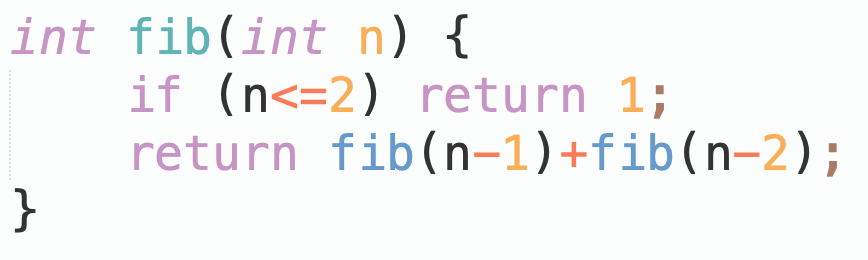 int fib(int n) {
    if (n<=2) return 1;
    return fib(n-1)+fib(n-2);
}